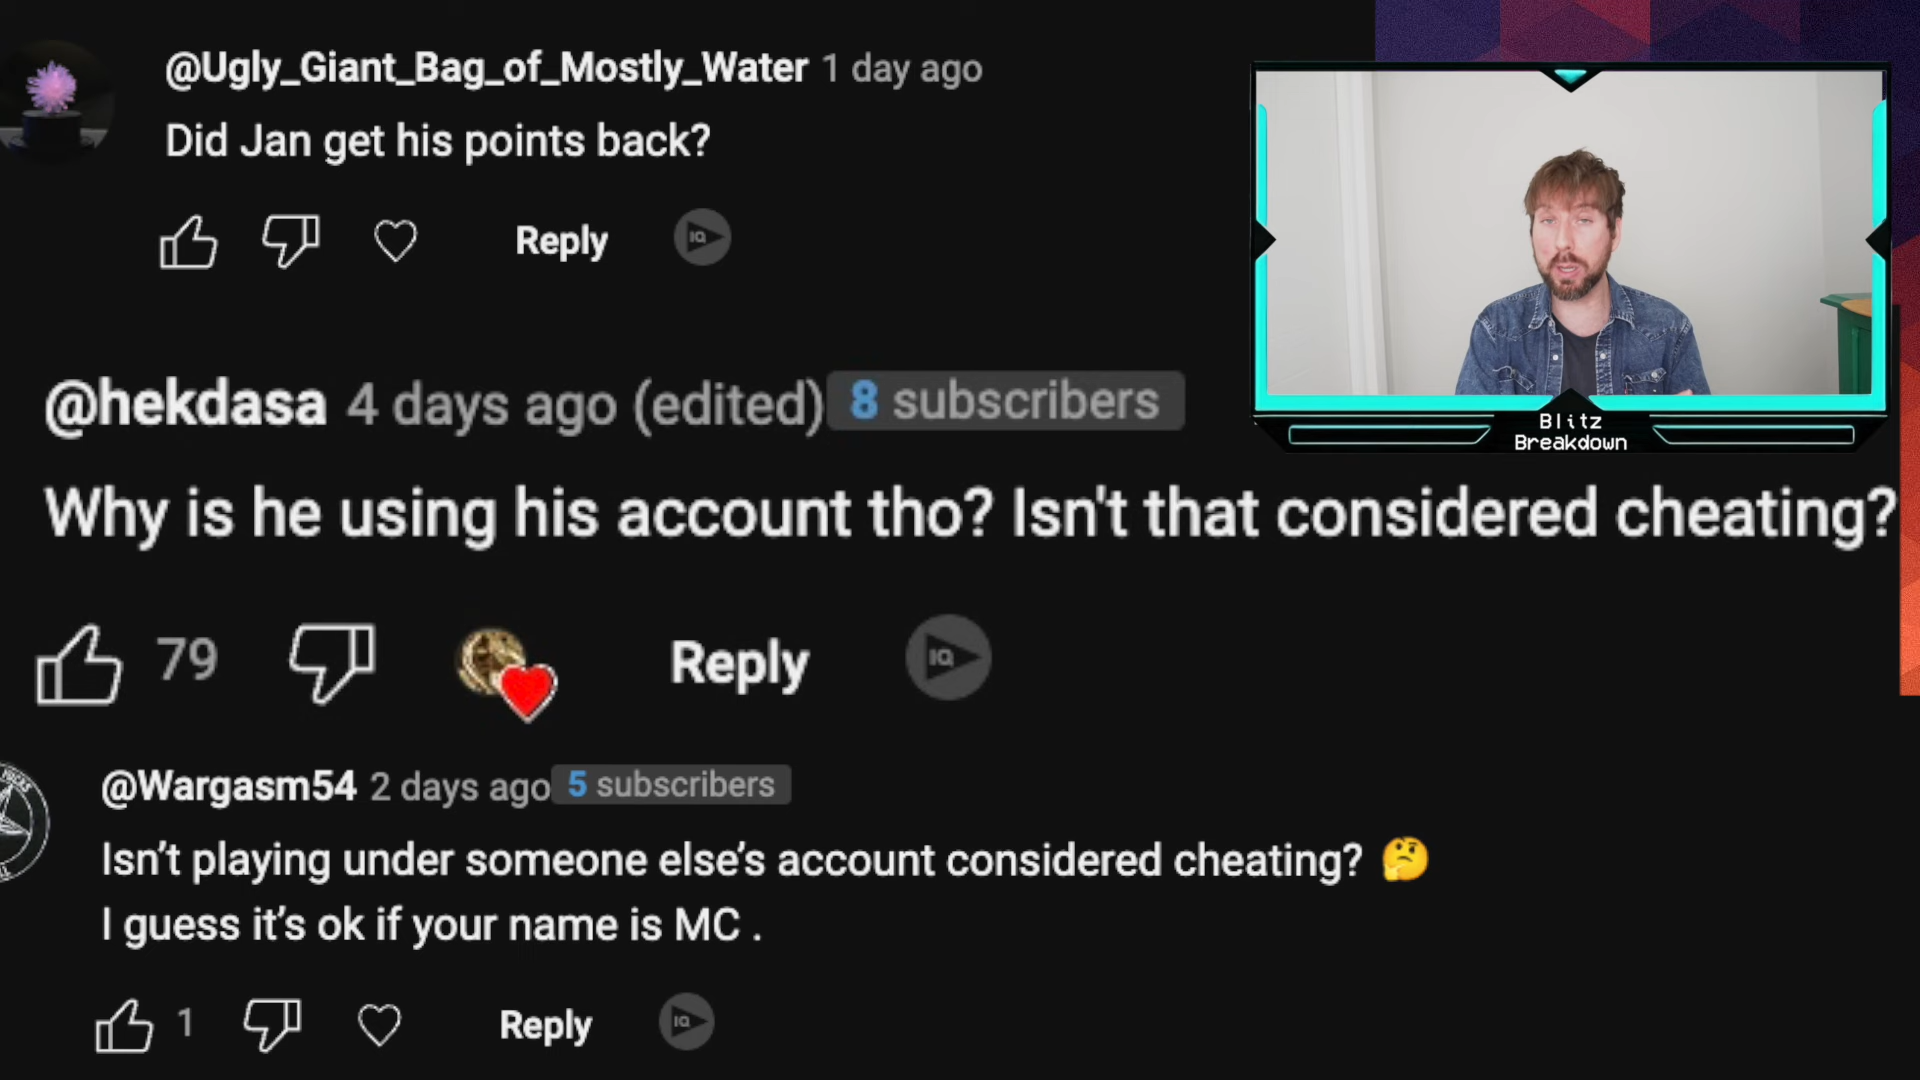 @Ugly_Giant_Bag_of_Mostly_Water 1 day ago
Did Jan get his points back?
Reply IQ
@hekdasa 4 days ago (edited) 8 subscribers
Why is he using his account tho? Isn't that considered cheating?
79 Reply IQ
@Wargasm54 2 days ago 5 subscribers
Isn’t playing under someone else’s account considered cheating? 🤔
I guess it’s ok if your name is MC .
1 Reply IQ
Blitz
Breakdown